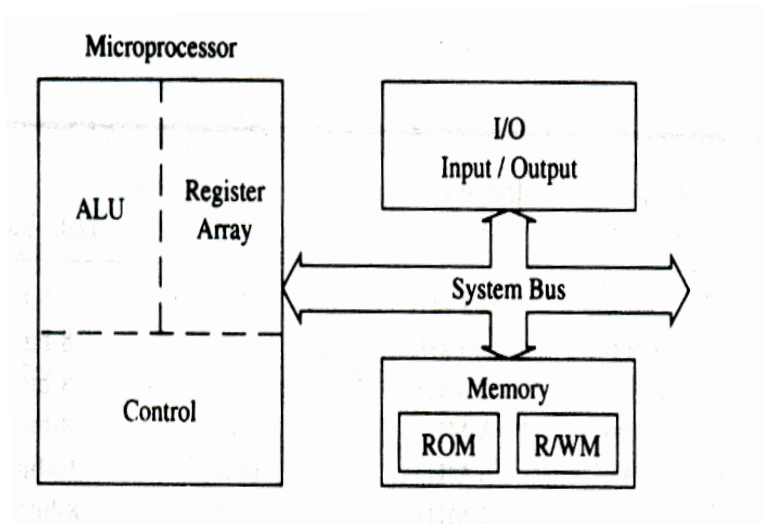 Microprocessor
ALU
Register
Array
Control
I/O
Input / Output
System Bus
Memory
ROM
R/WM